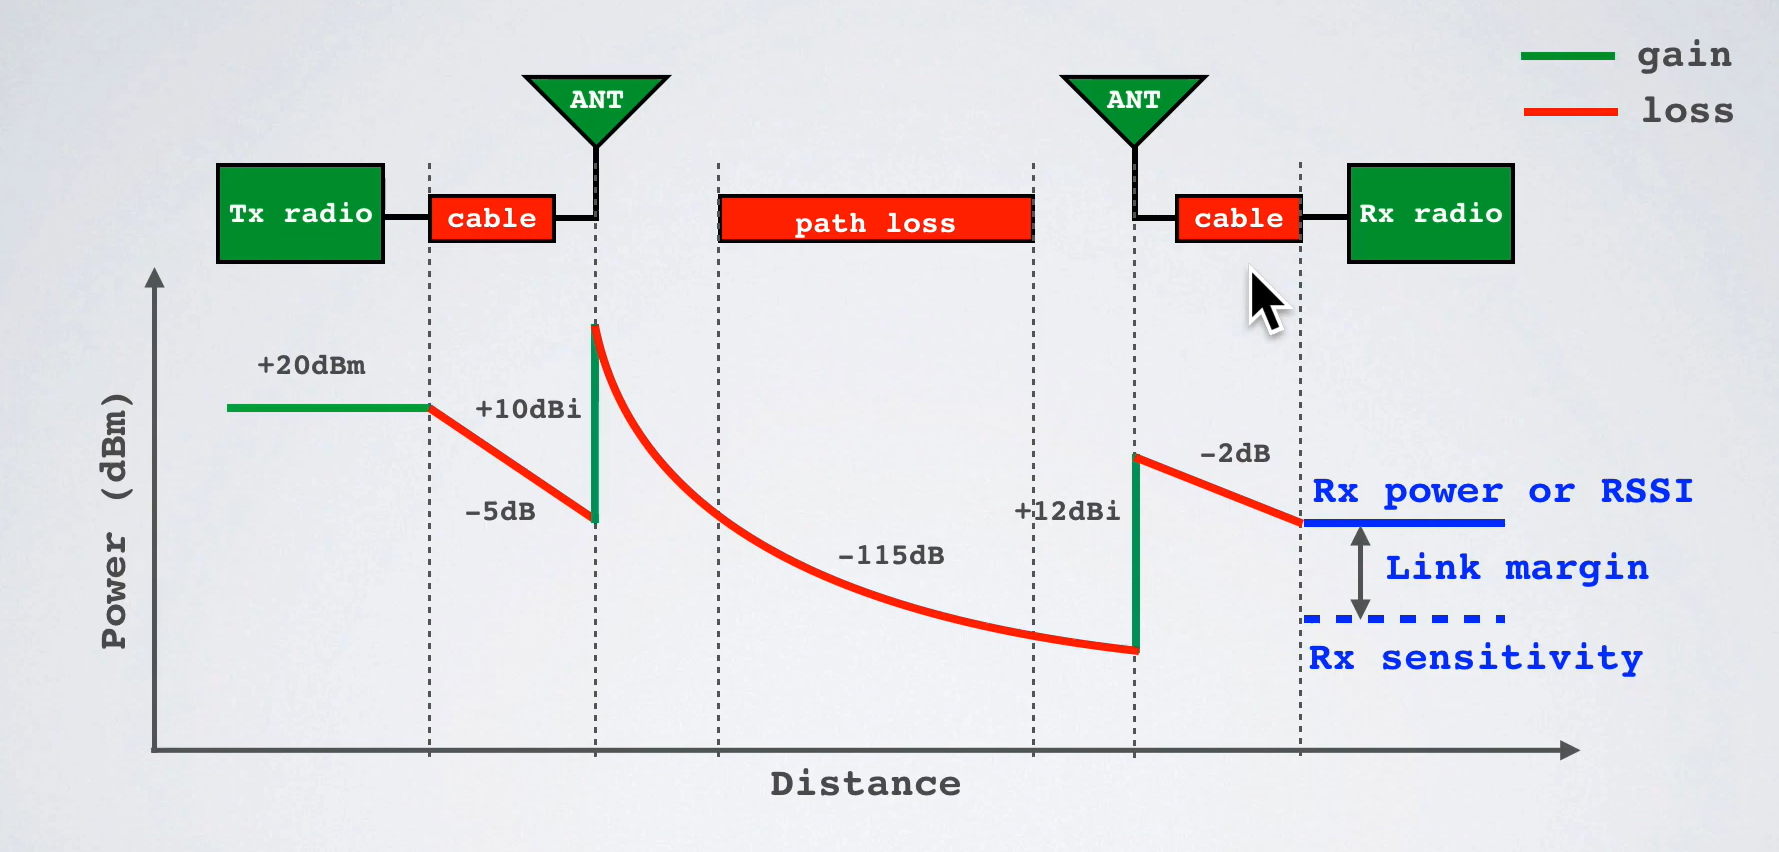 gain
loss
ANT
ANT
Tx radio
cable
path loss
cable
Rx radio
+20dBm
+10dBi
-5dB
-115dB
+12dBi
-2dB
Rx power or RSSI
Link margin
Rx sensitivity
Power (dBm)
Distance